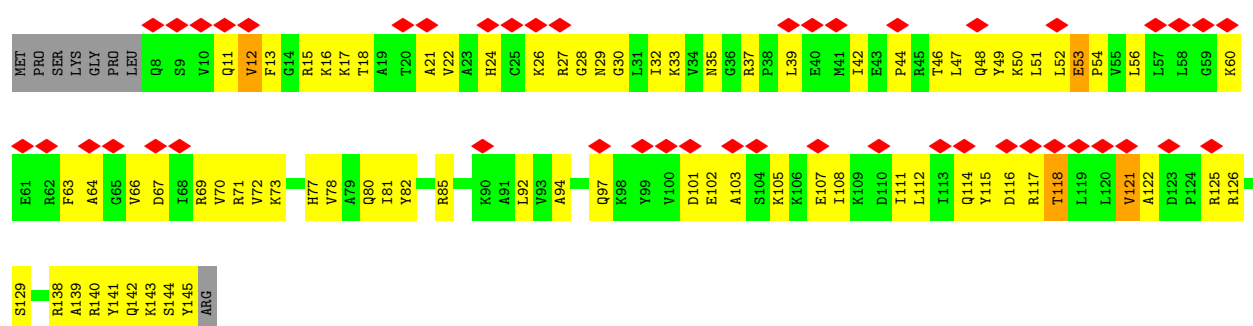 MET PRO SER LYS GLY PRO LEU Q8 S9 V10 Q11 V12 F13 G14 R15 K16 K17 T18 A19 T20 A21 V22 A23 H24 C25 K26 R27 G28 N29 G30 L31 I32 K33 V34 N35 G36 R37 P38 L39 E40 M41 I42 E43 P44 R45 T46 L47 Q48 Y49 K50 L51 L52 E53 P54 V55 L56 L57 L58 G59 K60
E61 R62 F63 A64 G65 V66 D67 I68 R69 V70 R71 V72 K73 H77 V78 A79 Q80 I81 Y82 R85 K90 A91 L92 V93 A94 Q97 K98 Y99 V100 D101 E102 A103 S104 K105 K106 E107 I108 K109 D110 I111 L112 I113 Q114 Y115 D116 R117 T118 L119 L120 V121 A122 D123 P124 R125 R126
S129 R138 A139 R140 Y141 Q142 K143 S144 Y145 ARG